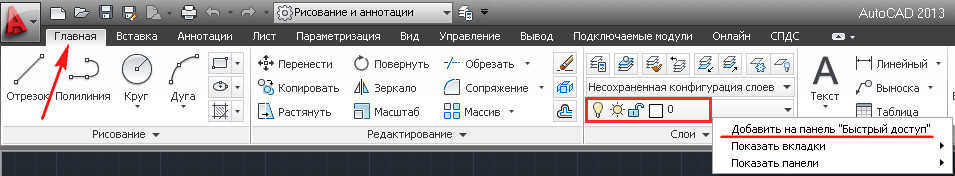 Рисование и аннотации
AutoCAD 2013
Главная Вставка Аннотации Лист Параметризация Вид Управление Вывод Подключаемые модули Онлайн СПДС
Отрезок Полилиния Круг Дуга
Рисование
Перенести Повернуть Обрезать
Копировать Зеркало Сопряжение
Растянуть Масштаб Массив
Редактирование
Несохраненная конфигурация слоев
0
Слои
Текст
Линейный
Выноска
Таблица
Добавить на панель "Быстрый доступ"
Показать вкладки
Показать панели